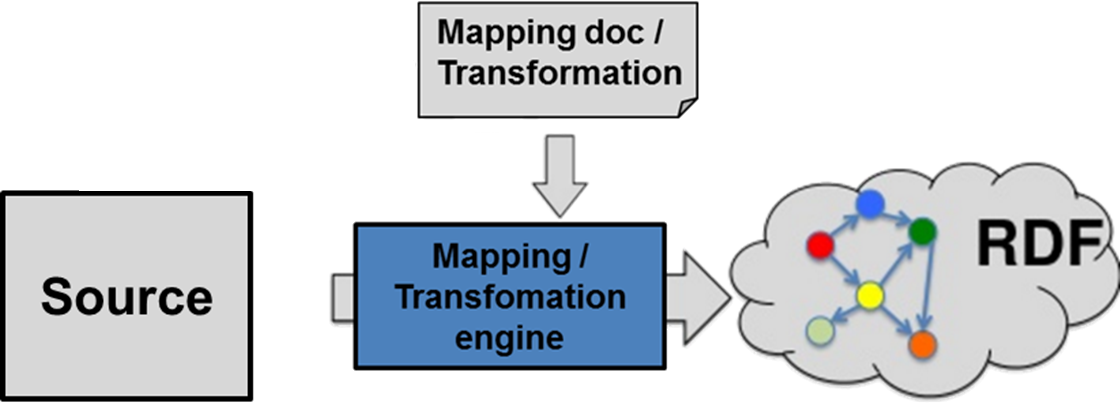 Mapping doc /
Transformation
Source
Mapping /
Transfomation
engine
RDF